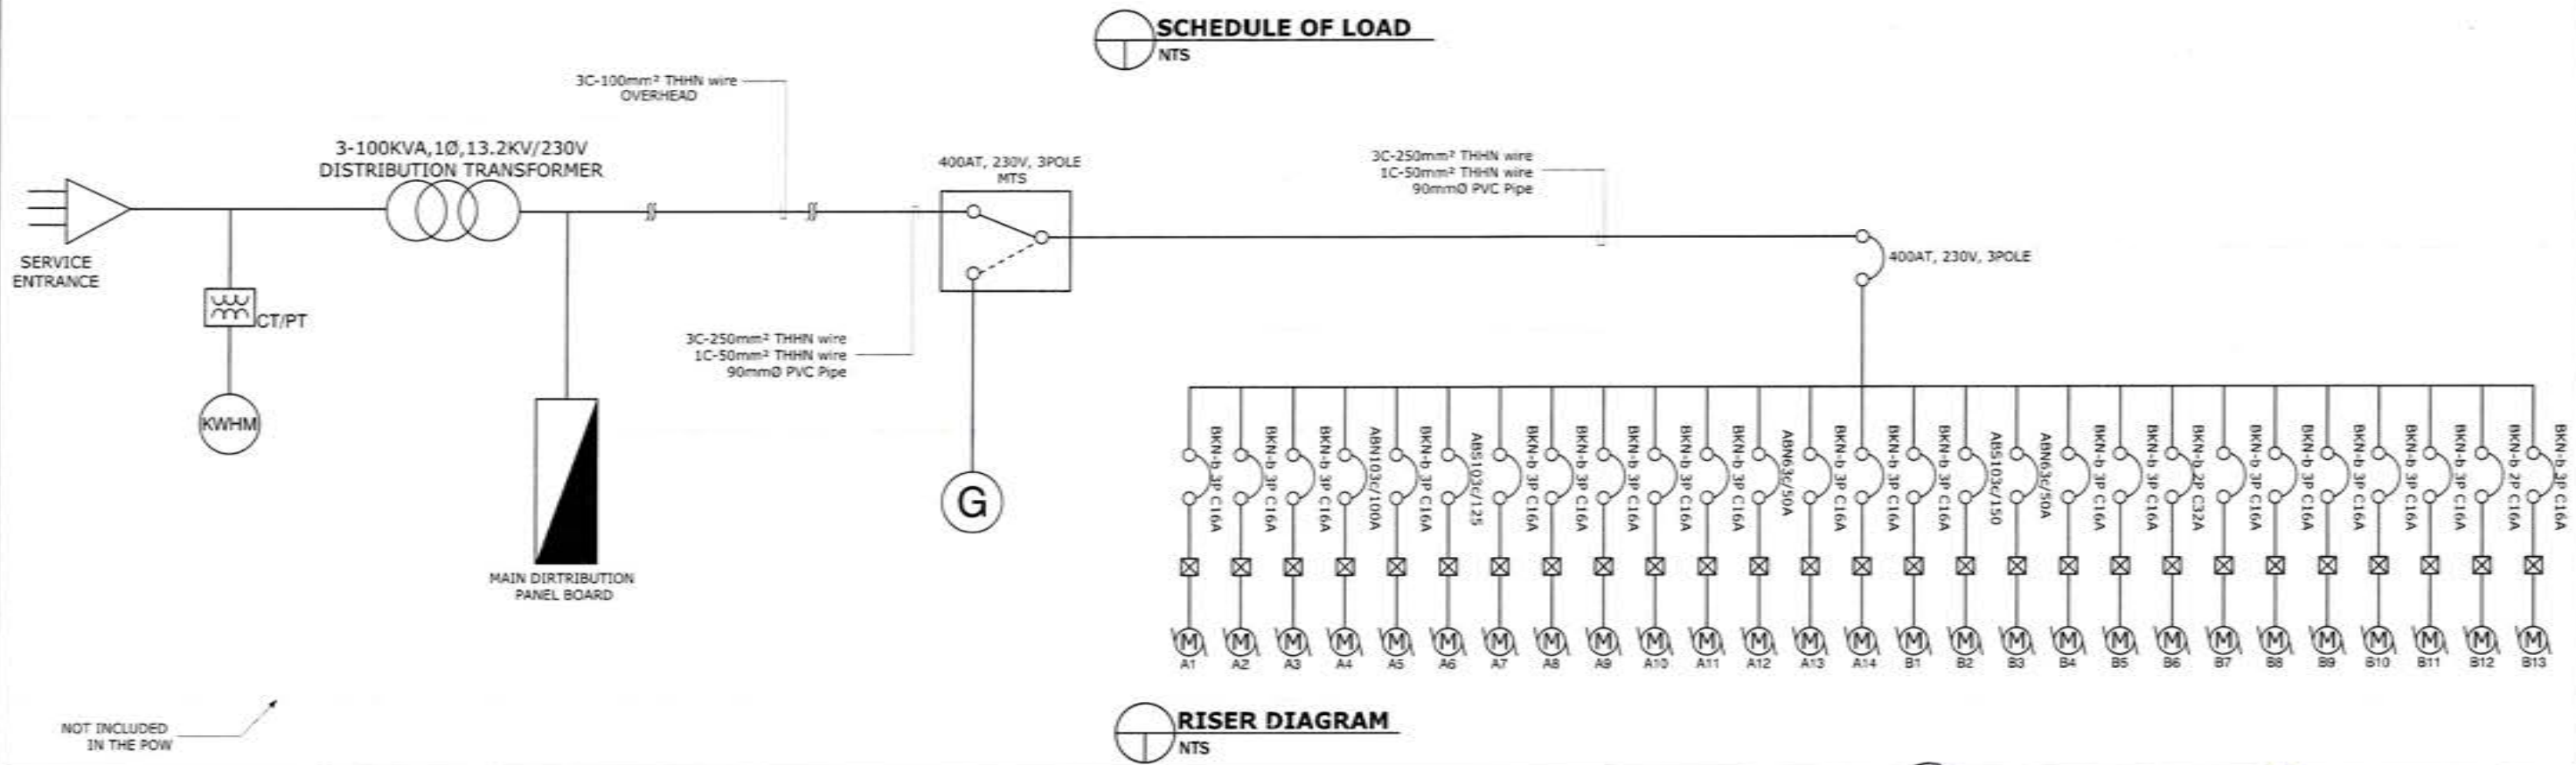 SCHEDULE OF LOAD
NTS
3C-100mm² THHN wire
OVERHEAD
3-100KVA,1Ø,13.2KV/230V
DISTRIBUTION TRANSFORMER
400AT, 230V, 3POLE
MTS
3C-250mm² THHN wire
1C-50mm² THHN wire
90mmØ PVC Pipe
SERVICE
ENTRANCE
400AT, 230V, 3POLE
CT/PT
3C-250mm² THHN wire
1C-50mm² THHN wire
90mmØ PVC Pipe
KWHM
G
MAIN DIRTRIBUTION
PANEL BOARD
BKN-b 3P C16A
BKN-b 3P C16A
BKN-b 3P C16A
ABN103c/100A
BKN-b 3P C16A
ABS103c/125
BKN-b 3P C16A
BKN-b 3P C16A
BKN-b 3P C16A
BKN-b 3P C16A
BKN-b 3P C16A
ABN63c/50A
BKN-b 3P C16A
BKN-b 3P C16A
BKN-b 3P C16A
ABS103c/150
ABN63c/50A
BKN-b 3P C16A
BKN-b 3P C16A
BKN-b 2P C32A
BKN-b 3P C16A
BKN-b 3P C16A
BKN-b 3P C16A
BKN-b 3P C16A
BKN-b 3P C16A
BKN-b 2P C16A
BKN-b 3P C16A
M M M M M M M M M M M M M M M M M M M M M M M M M M M
A1 A2 A3 A4 A5 A6 A7 A8 A9 A10 A11 A12 A13 A14 B1 B2 B3 B4 B5 B6 B7 B8 B9 B10 B11 B12 B13
NOT INCLUDED
IN THE POW
RISER DIAGRAM
NTS